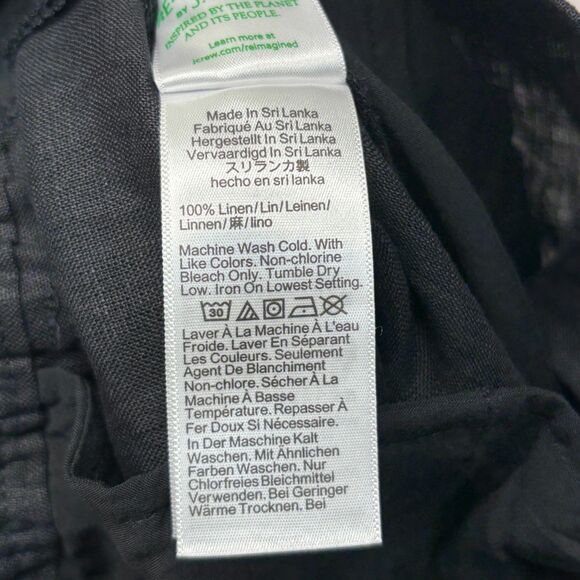 BY J.
INSPIRED BY THE PLANET
AND ITS PEOPLE.
Learn more at
jcrew.com/reimagined
Made In Sri Lanka
Fabriqué Au Sri Lanka
Hergestellt In Sri Lanka
Vervaardigd In Sri Lanka
スリランカ製
hecho en sri lanka
100% Linen/Lin/Leinen/
Linnen/麻/lino
Machine Wash Cold. With
Like Colors. Non-chlorine
Bleach Only. Tumble Dry
Low. Iron On Lowest Setting.
30
Laver À La Machine À L'eau
Froide. Laver En Séparant
Les Couleurs. Seulement
Agent De Blanchiment
Non-chlore. Sécher À La
Machine À Basse
Température. Repasser À
Fer Doux Si Nécessaire.
In Der Maschine Kalt
Waschen. Mit Ähnlichen
Farben Waschen. Nur
Chlorfreies Bleichmittel
Verwenden. Bei Geringer
Wärme Trocknen. Bei